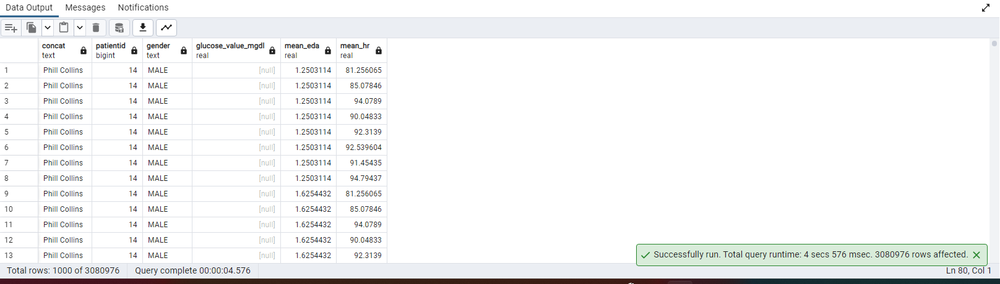 Data Output Messages Notifications
concat patientid gender glucose_value_mgdl mean_eda mean_hr
text bigint text real real real
1 Phill Collins 14 MALE [null] 1.2503114 81.256065
2 Phill Collins 14 MALE [null] 1.2503114 85.07846
3 Phill Collins 14 MALE [null] 1.2503114 94.0789
4 Phill Collins 14 MALE [null] 1.2503114 90.04833
5 Phill Collins 14 MALE [null] 1.2503114 92.3139
6 Phill Collins 14 MALE [null] 1.2503114 92.539604
7 Phill Collins 14 MALE [null] 1.2503114 91.45435
8 Phill Collins 14 MALE [null] 1.2503114 94.79437
9 Phill Collins 14 MALE [null] 1.6254432 81.256065
10 Phill Collins 14 MALE [null] 1.6254432 85.07846
11 Phill Collins 14 MALE [null] 1.6254432 94.0789
12 Phill Collins 14 MALE [null] 1.6254432 90.04833
13 Phill Collins 14 MALE [null] 1.6254432 92.3139
Successfully run. Total query runtime: 4 secs 576 msec. 3080976 rows affected.
Total rows: 1000 of 3080976 Query complete 00:00:04.576 Ln 80, Col 1